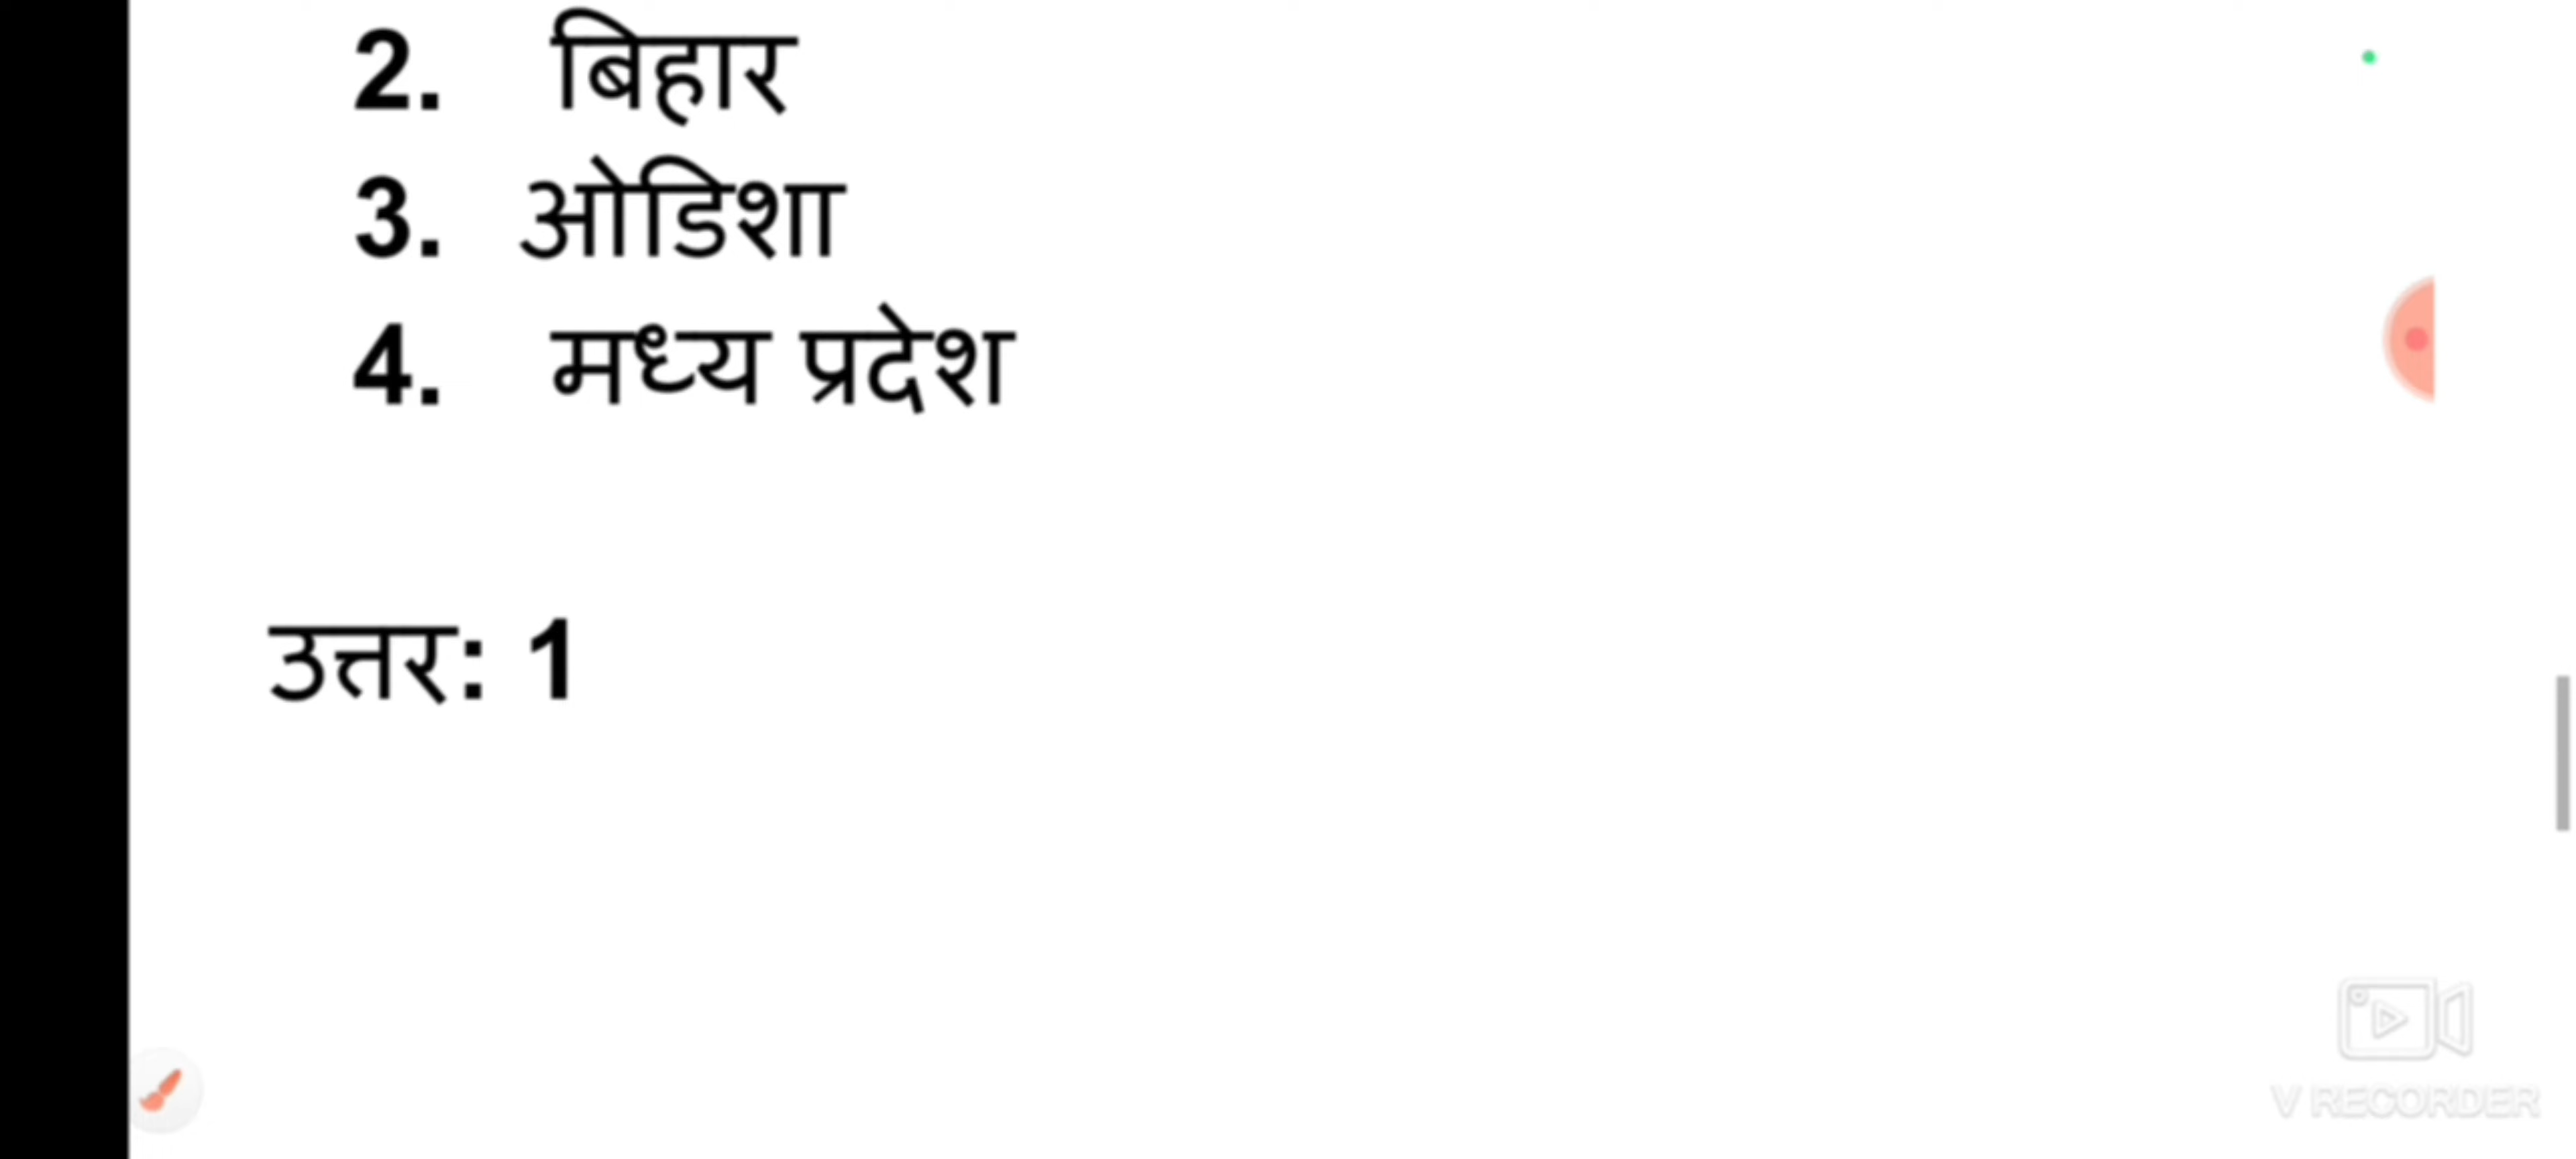 2. बिहार
3. ओडिशा
4. मध्य प्रदेश
उत्तर: 1
V RECORDER